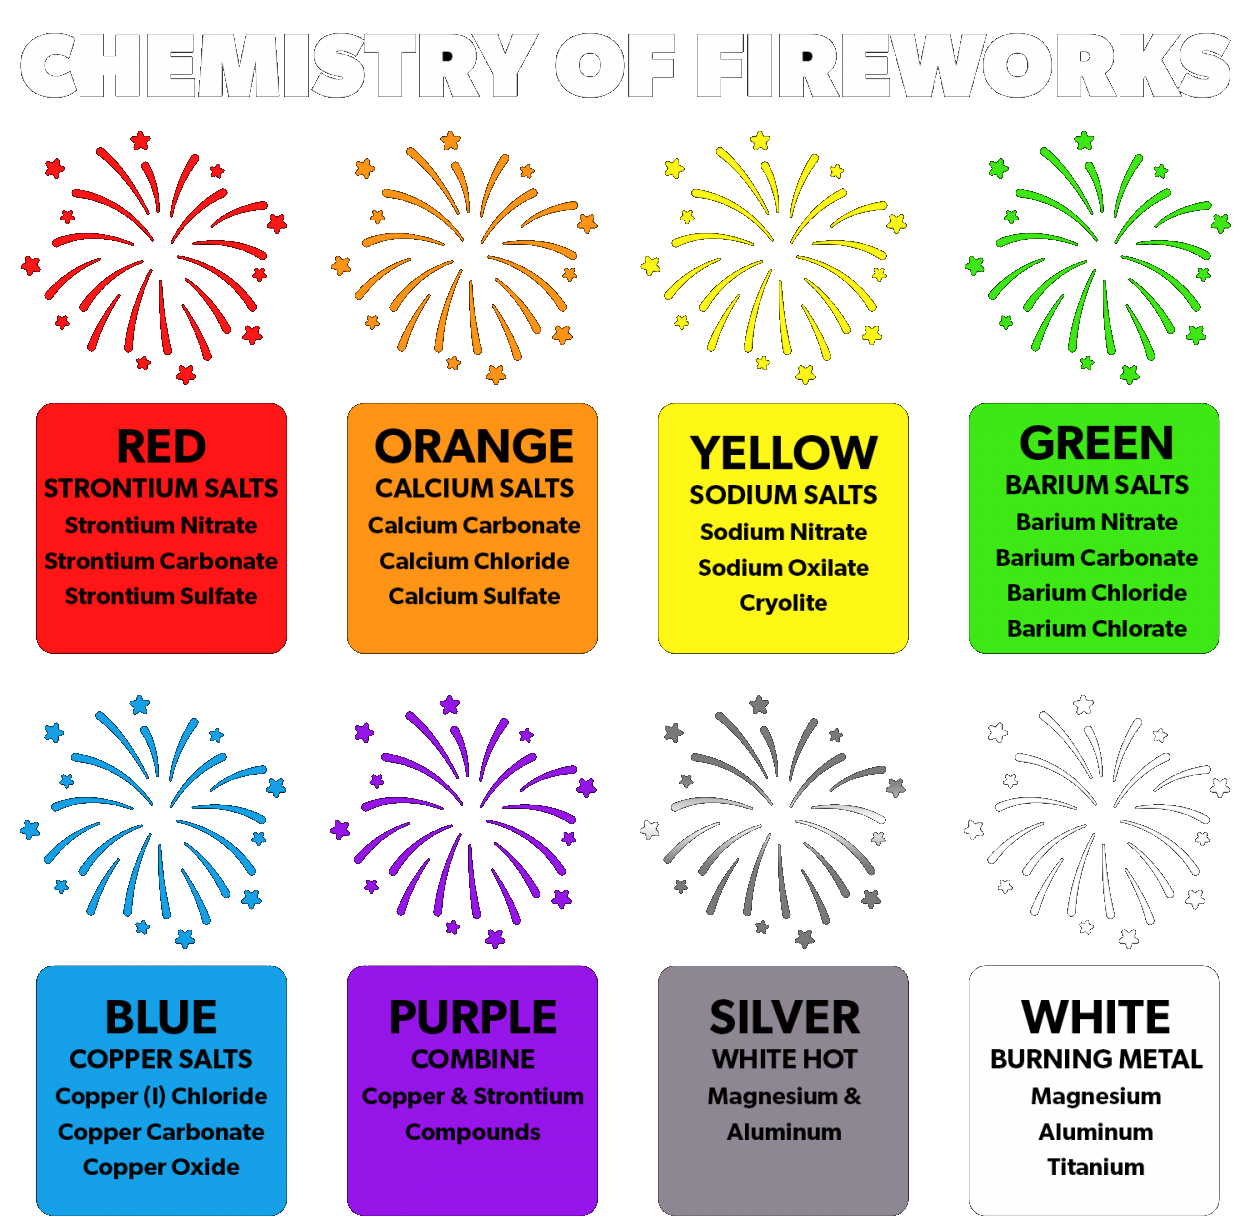 CHEMISTRY OF FIREWORKS
RED
STRONTIUM SALTS
Strontium Nitrate
Strontium Carbonate
Strontium Sulfate
ORANGE
CALCIUM SALTS
Calcium Carbonate
Calcium Chloride
Calcium Sulfate
YELLOW
SODIUM SALTS
Sodium Nitrate
Sodium Oxilate
Cryolite
GREEN
BARIUM SALTS
Barium Nitrate
Barium Carbonate
Barium Chloride
Barium Chlorate
BLUE
COPPER SALTS
Copper (I) Chloride
Copper Carbonate
Copper Oxide
PURPLE
COMBINE
Copper & Strontium
Compounds
SILVER
WHITE HOT
Magnesium &
Aluminum
WHITE
BURNING METAL
Magnesium
Aluminum
Titanium